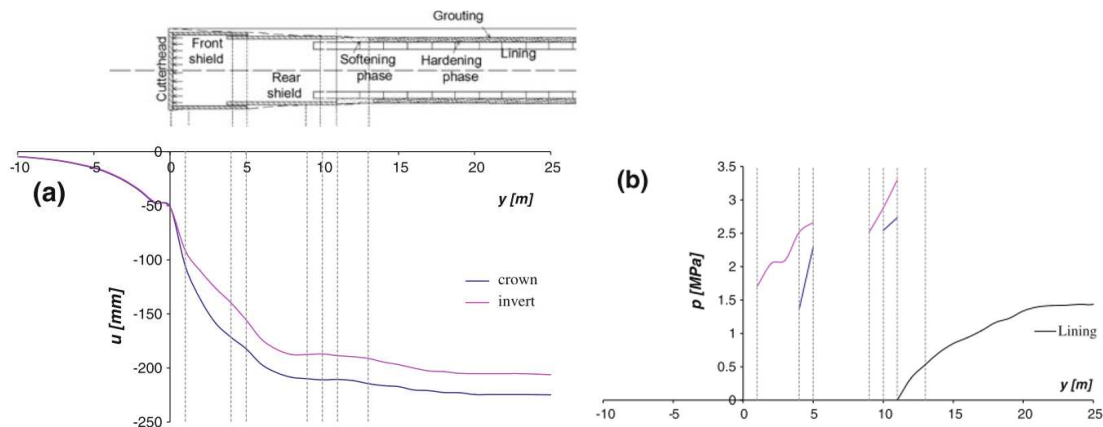 Grouting
Cutterhead
Front
shield
Rear
shield
Softening
phase
Hardening
phase
Lining
(a)
-10 -5 0 5 10 15 20 25
y [m]
0
-50
-100
-150
-200
-250
u [mm]
crown
invert
(b)
3.5
3
2.5
2
1.5
1
0.5
0
p [MPa]
Lining
y [m]
-10 -5 0 5 10 15 20 25